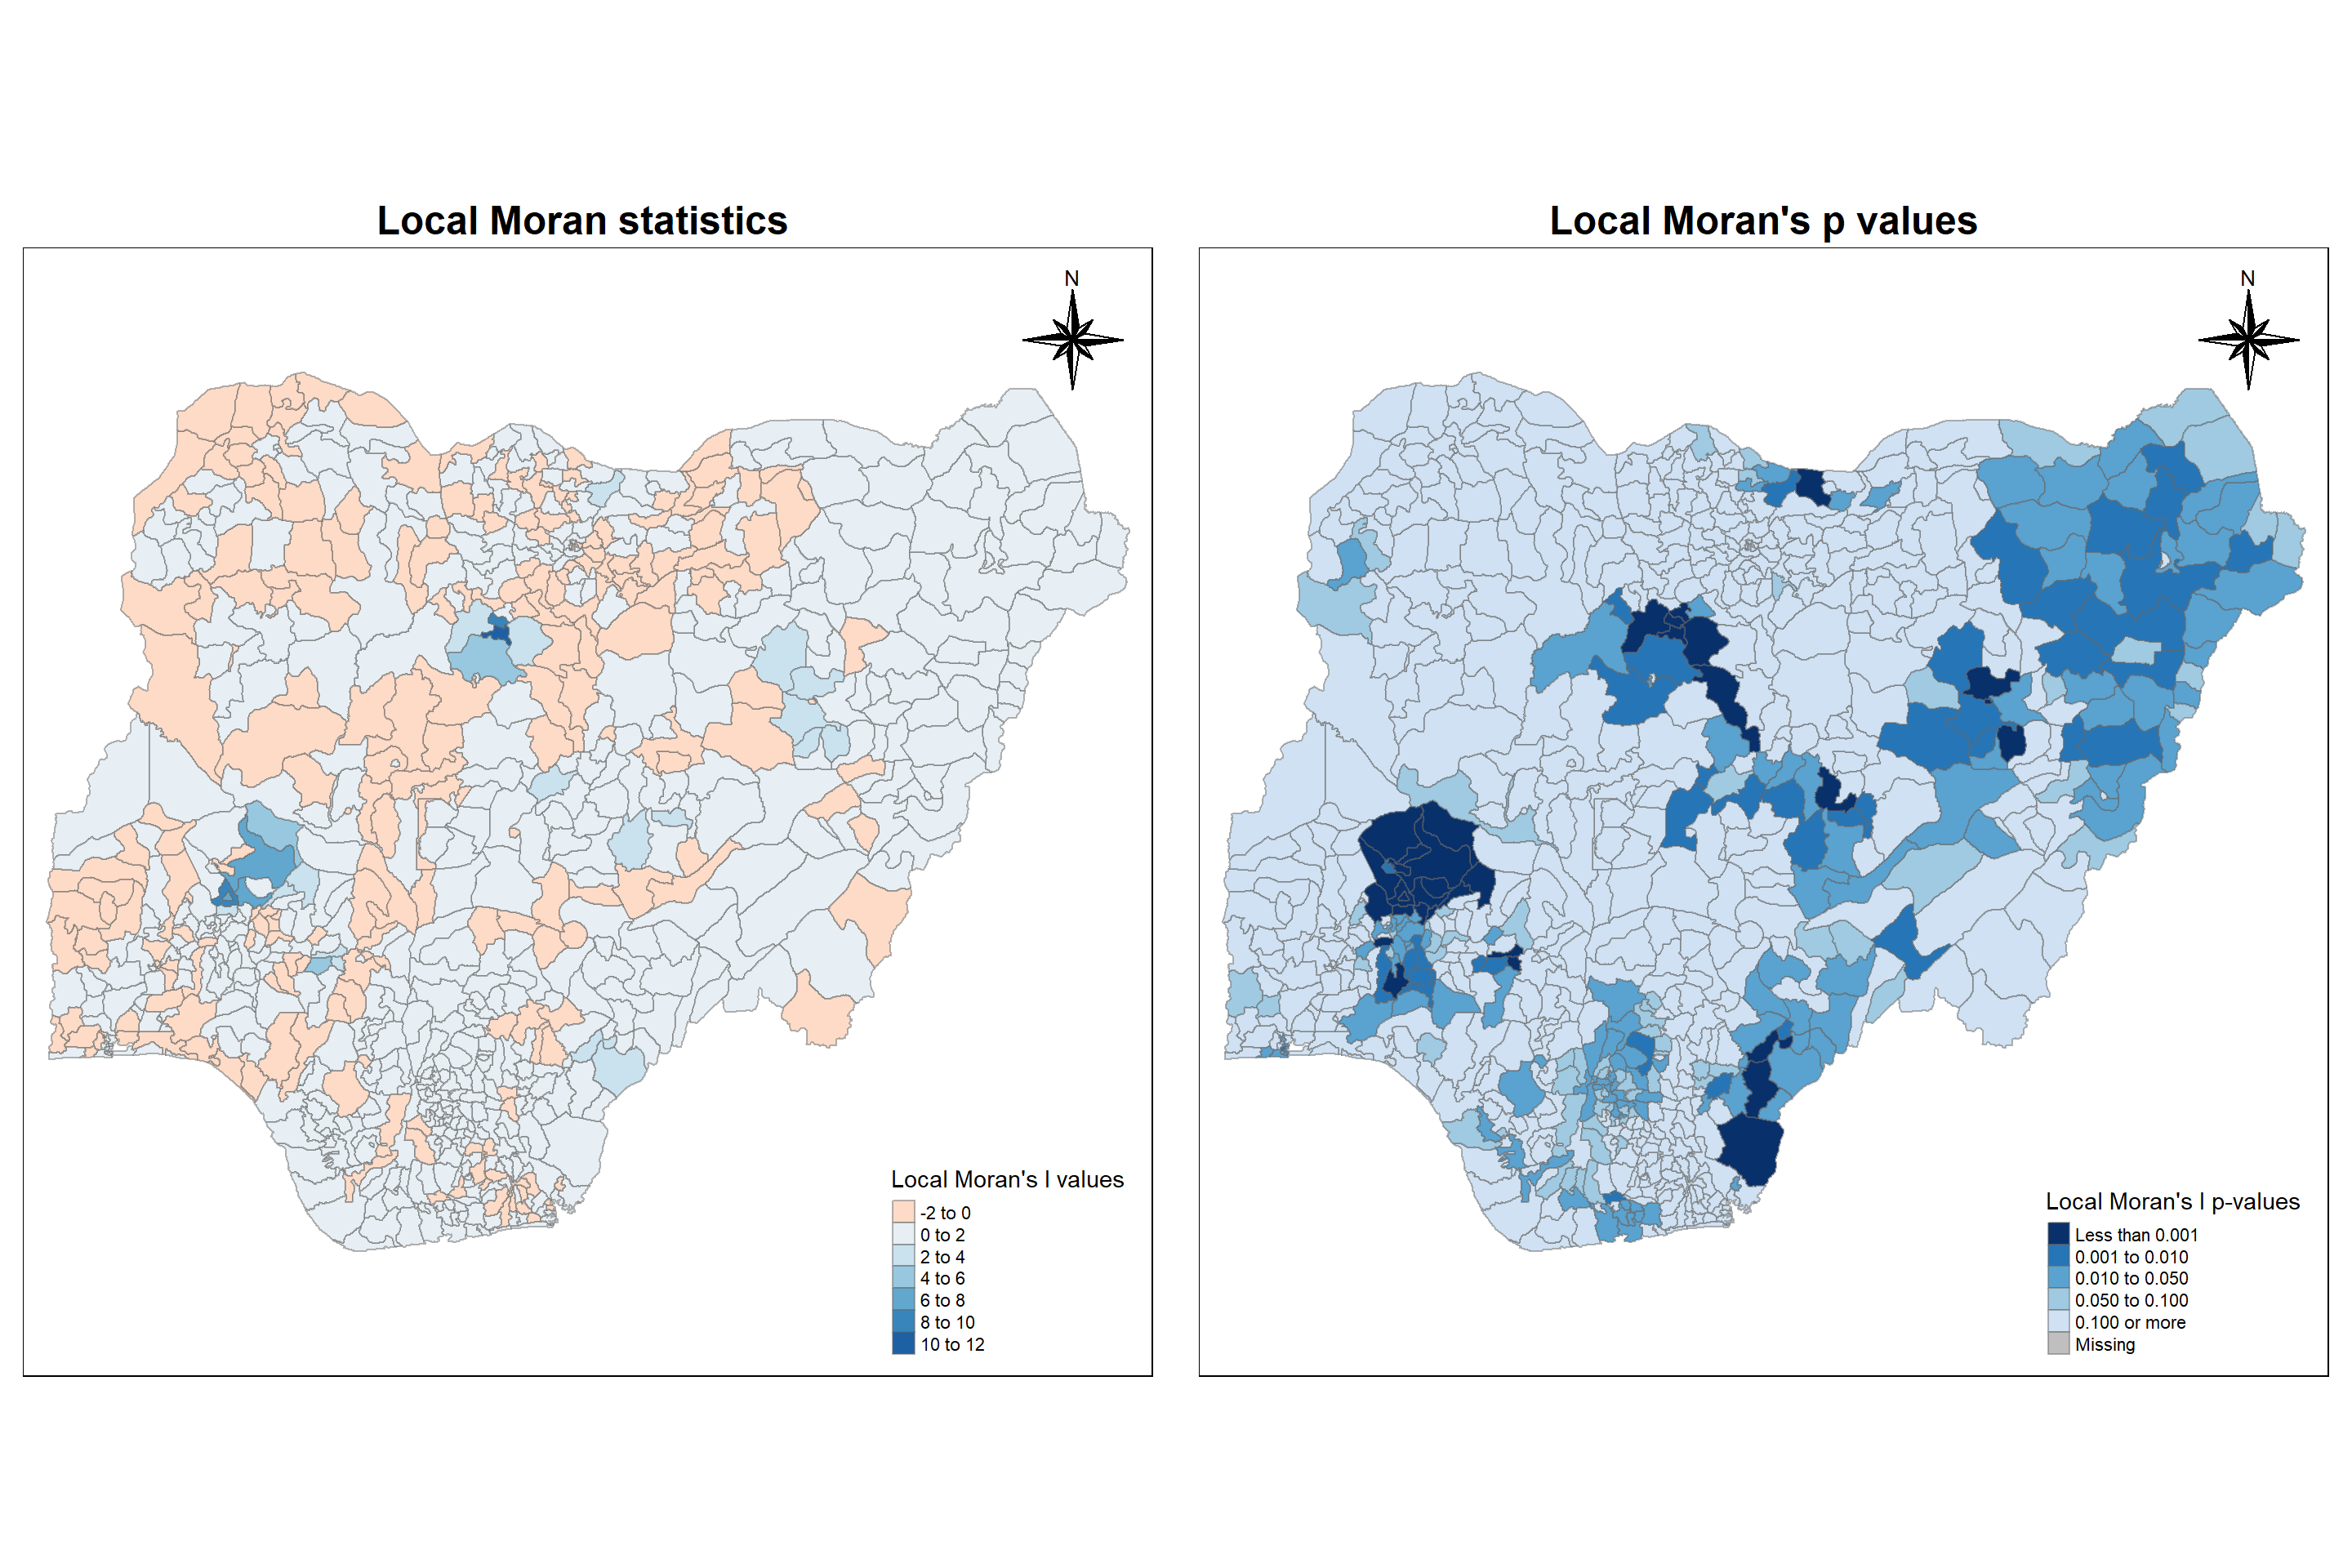 Local Moran statistics
N
Local Moran's I values
-2 to 0
0 to 2
2 to 4
4 to 6
6 to 8
8 to 10
10 to 12
Local Moran's p values
N
Local Moran's I p-values
Less than 0.001
0.001 to 0.010
0.010 to 0.050
0.050 to 0.100
0.100 or more
Missing